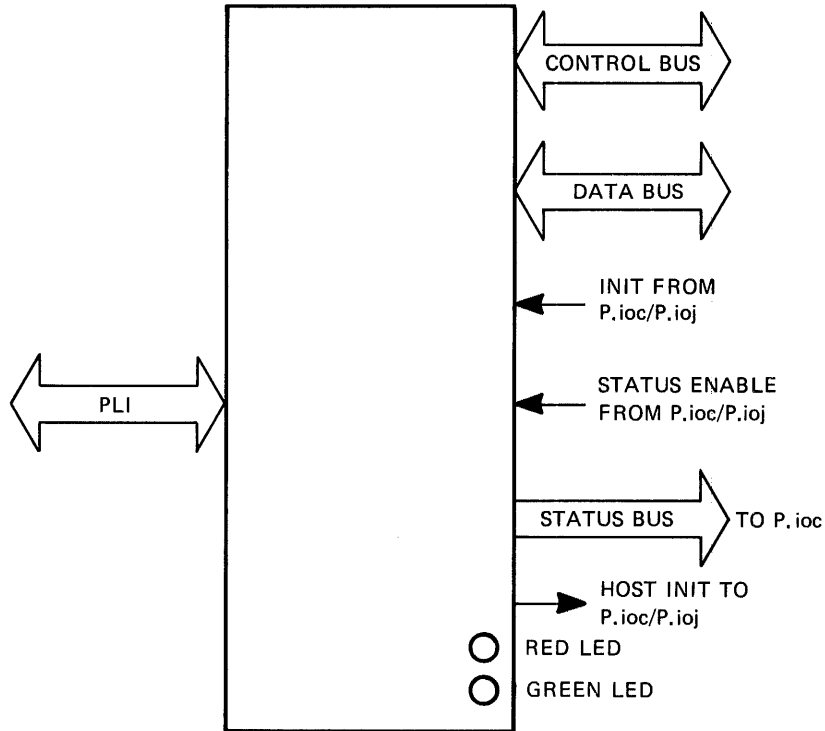 CONTROL BUS
DATA BUS
INIT FROM
P.ioc/P.ioj
STATUS ENABLE
FROM P.ioc/P.ioj
PLI
STATUS BUS
TO P.ioc
HOST INIT TO
P.ioc/P.ioj
RED LED
GREEN LED